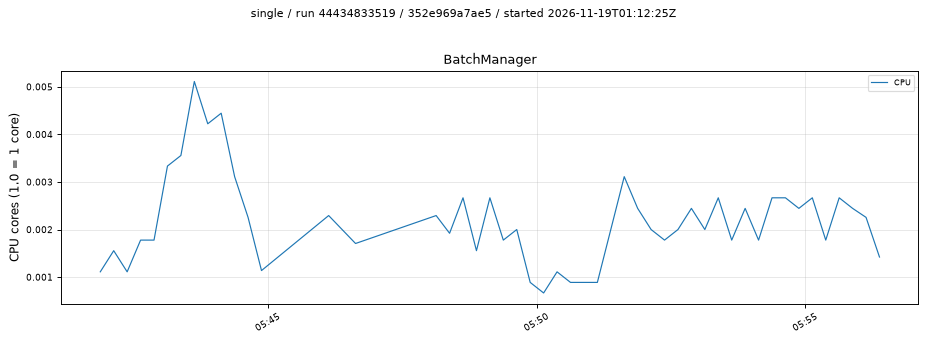 single / run 44434833519 / 352e969a7ae5 / started 2026-11-19T01:12:25Z
BatchManager
CPU
CPU cores (1.0 = 1 core)
0.005
0.004
0.003
0.002
0.001
05:45
05:50
05:55